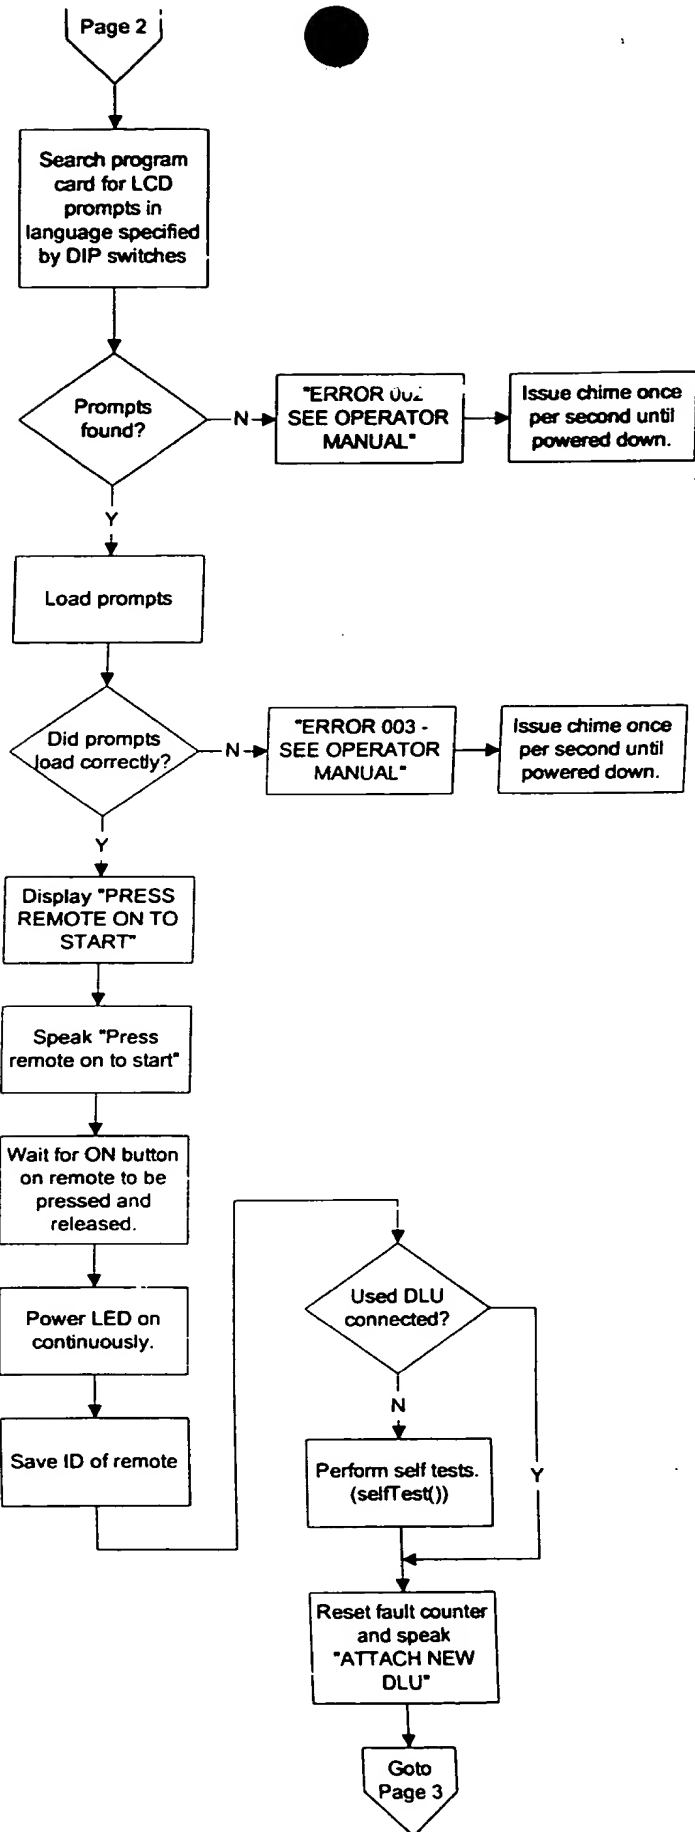 Page 2
Search program
card for LCD
prompts in
language specified
by DIP switches
Prompts
found?
N
"ERROR 002
SEE OPERATOR
MANUAL"
Issue chime once
per second until
powered down.
Y
Load prompts
Did prompts
load correctly?
N
"ERROR 003 -
SEE OPERATOR
MANUAL"
Issue chime once
per second until
powered down.
Y
Display "PRESS
REMOTE ON TO
START"
Speak "Press
remote on to start"
Wait for ON button
on remote to be
pressed and
released.
Power LED on
continuously.
Save ID of remote
Used DLU
connected?
N
Y
Perform self tests.
(selfTest())
Reset fault counter
and speak
"ATTACH NEW
DLU"
Goto
Page 3